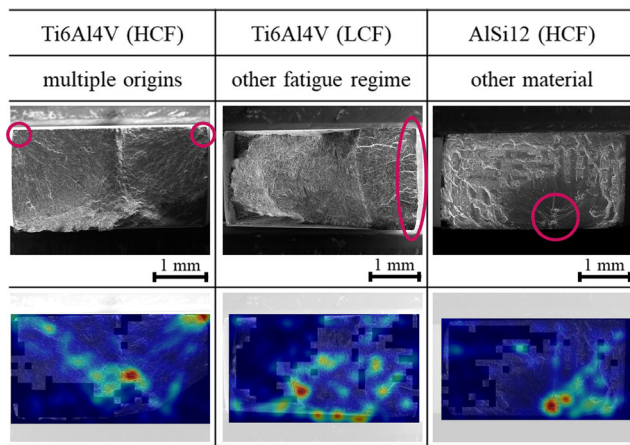 Ti6Al4V (HCF) Ti6Al4V (LCF) AlSi12 (HCF)
multiple origins other fatigue regime other material
1 mm 1 mm 1 mm